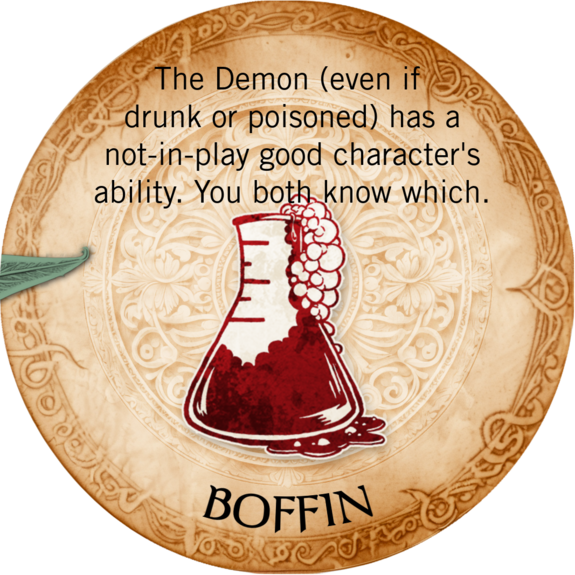 The Demon (even if
drunk or poisoned) has a
not-in-play good character's
ability. You both know which.
BOFFIN